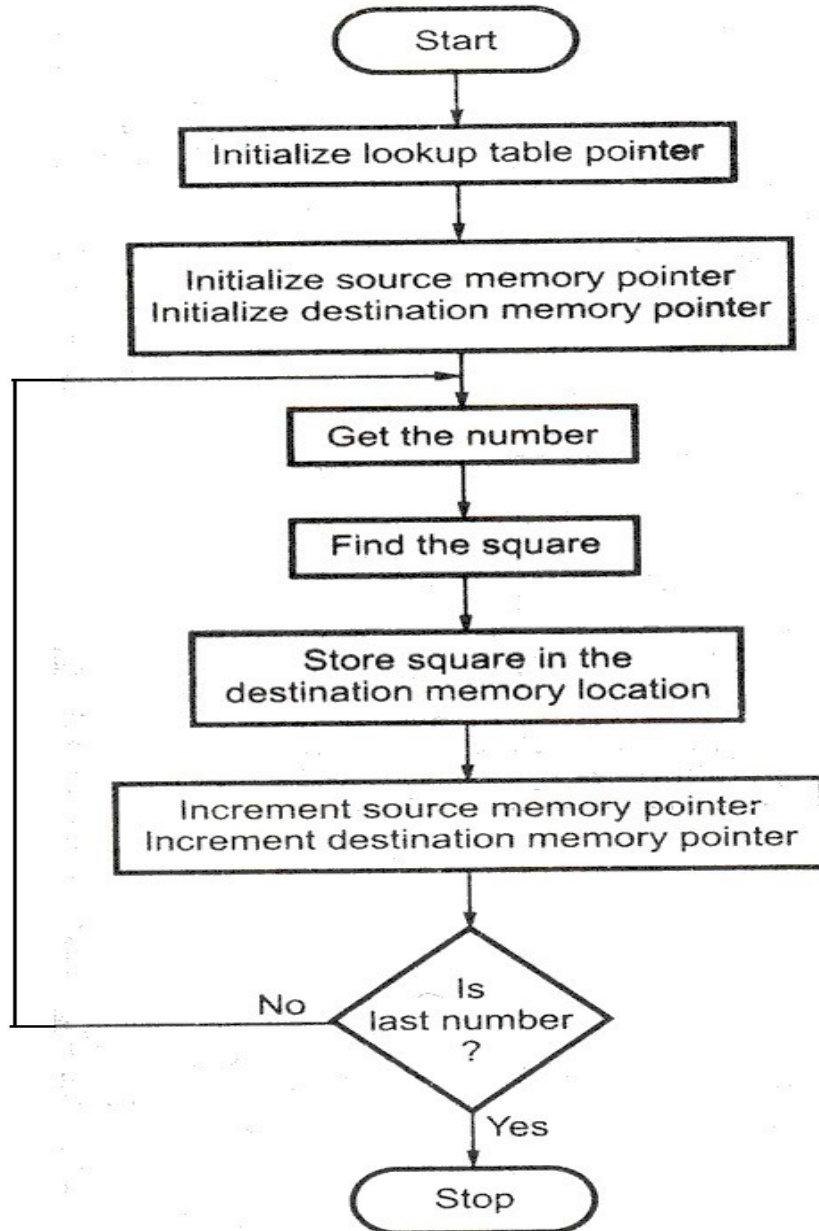 Start
Initialize lookup table pointer
Initialize source memory pointer
Initialize destination memory pointer
Get the number
Find the square
Store square in the
destination memory location
Increment source memory pointer
Increment destination memory pointer
Is
last number
?
No
Yes
Stop